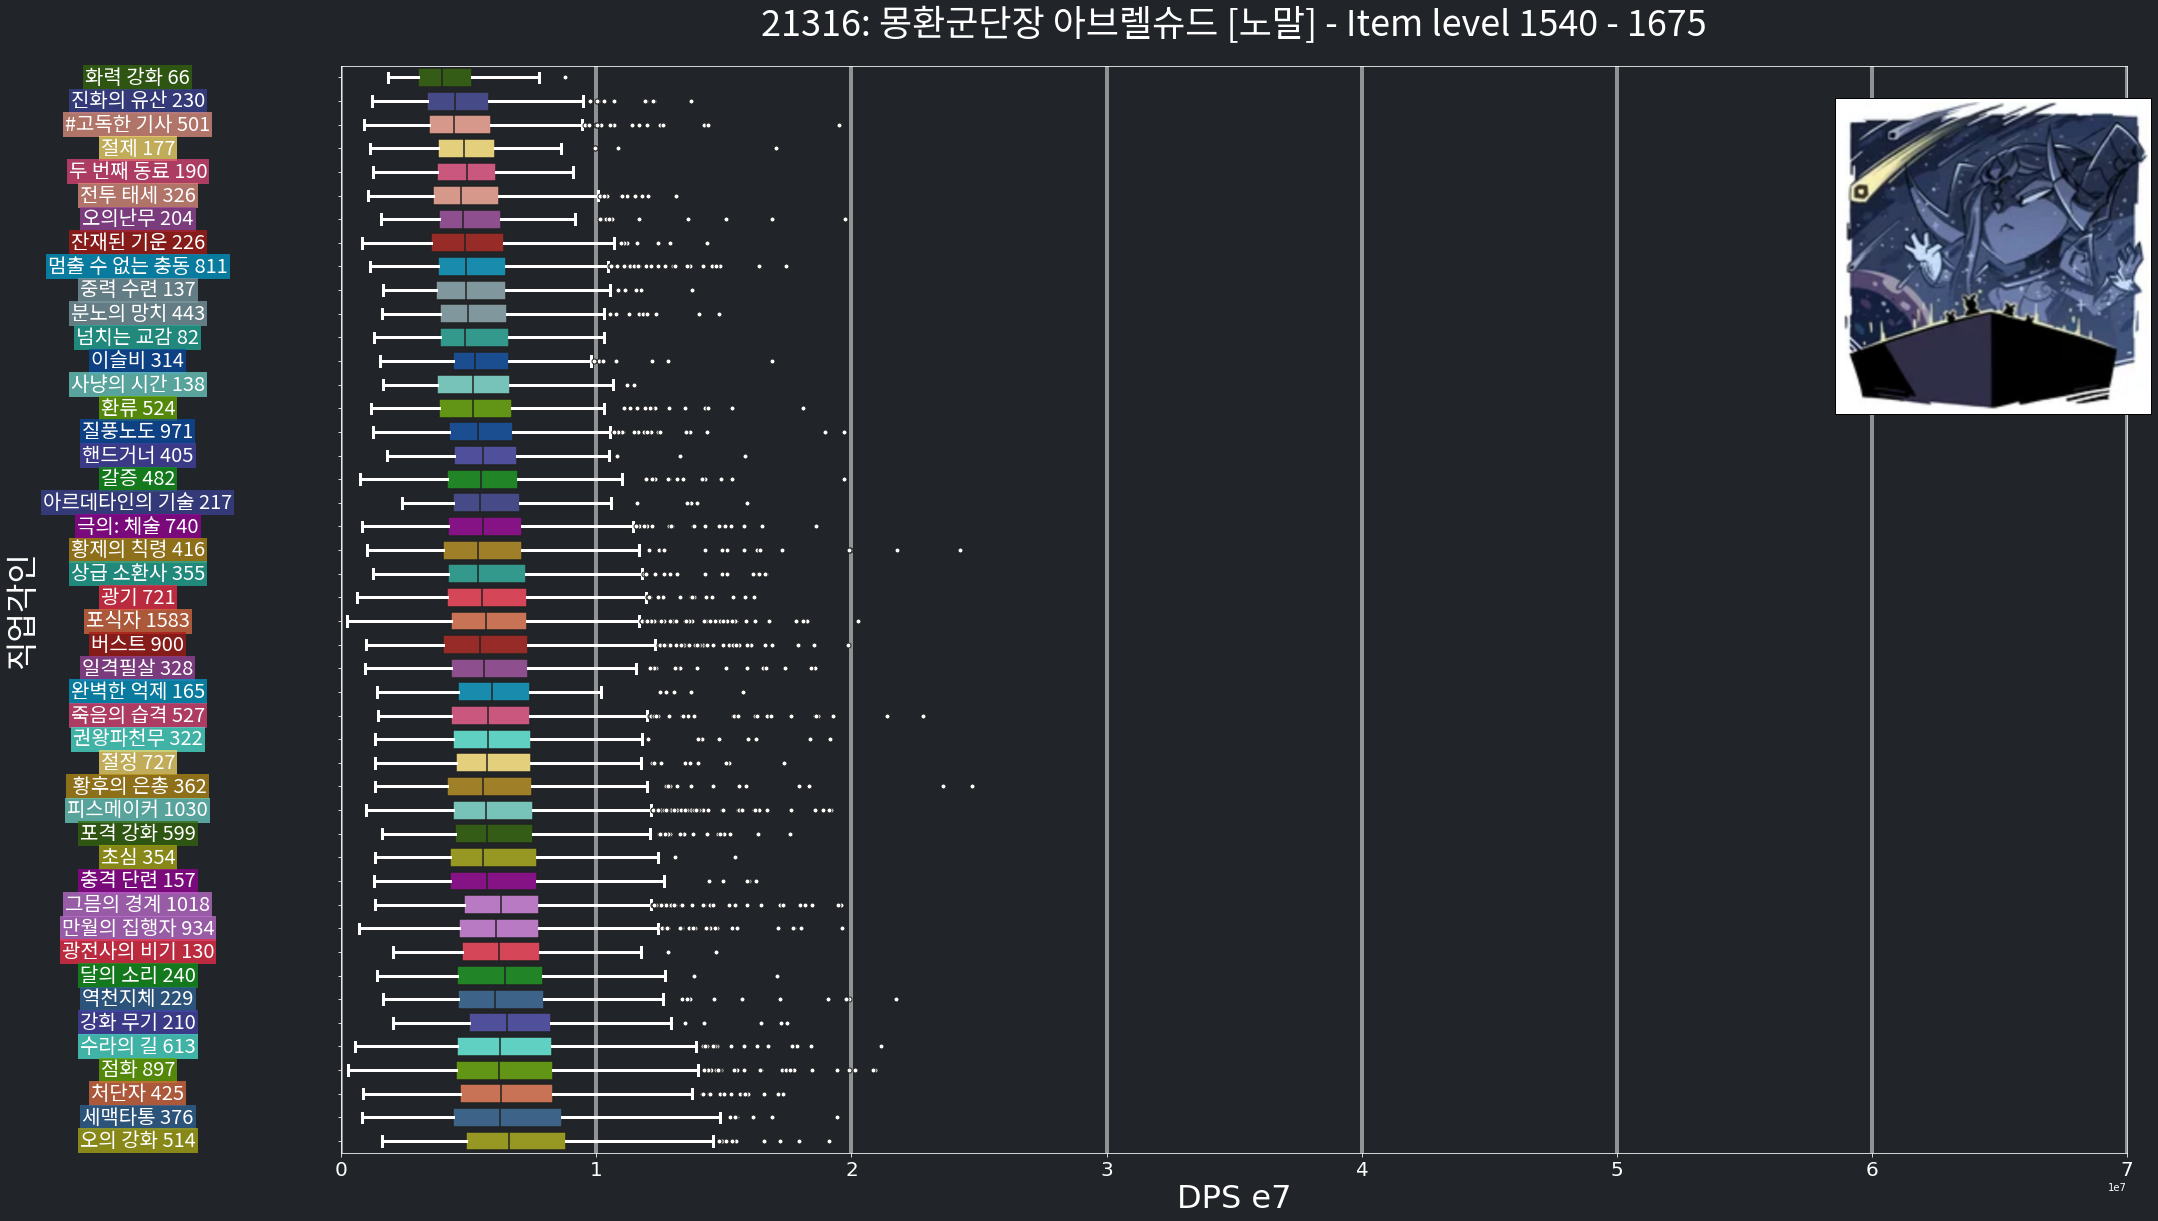 21316: 몽환군단장 아브렐슈드 [노말] - Item level 1540 - 1675
화력 강화 66
진화의 유산 230
#고독한 기사 501
절제 177
두 번째 동료 190
전투 태세 326
오의난무 204
잔재된 기운 226
멈출 수 없는 충동 811
중력 수련 137
분노의 망치 443
넘치는 교감 82
이슬비 314
사냥의 시간 138
환류 524
질풍노도 971
핸드거너 405
갈증 482
아르데타인의 기술 217
극의: 체술 740
황제의 칙령 416
상급 소환사 355
광기 721
포식자 1583
버스트 900
일격필살 328
완벽한 억제 165
죽음의 습격 527
권왕파천무 322
절정 727
황후의 은총 362
피스메이커 1030
포격 강화 599
초심 354
충격 단련 157
그믐의 경계 1018
만월의 집행자 934
광전사의 비기 130
달의 소리 240
역천지체 229
강화 무기 210
수라의 길 613
점화 897
처단자 425
세맥타통 376
오의 강화 514
직업각인
0 1 2 3 4 5 6 7
1e7
DPS e7